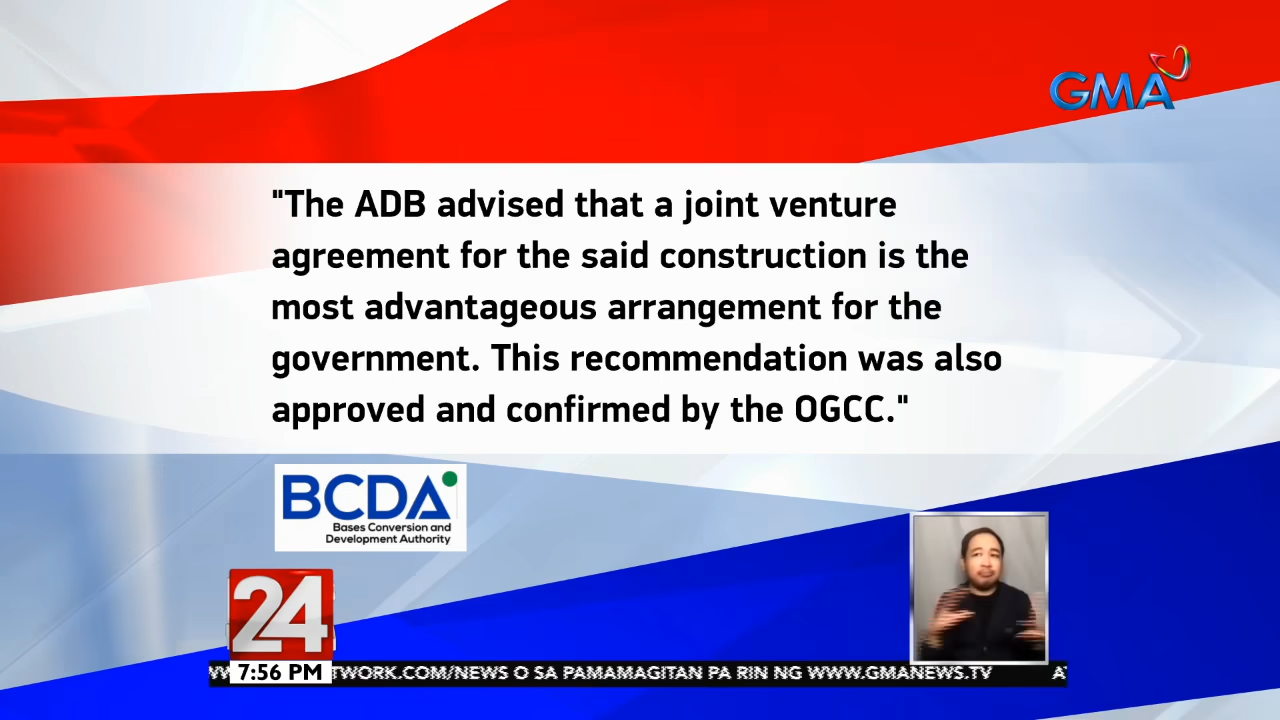 GMA
"The ADB advised that a joint venture
agreement for the said construction is the
most advantageous arrangement for the
government. This recommendation was also
approved and confirmed by the OGCC."
BCDA
Bases Conversion and
Development Authority
24
7:56 PM
TWORK.COM/NEWS O SA PAMAMAGITAN PA RIN NG WWW.GMANEWS.TV